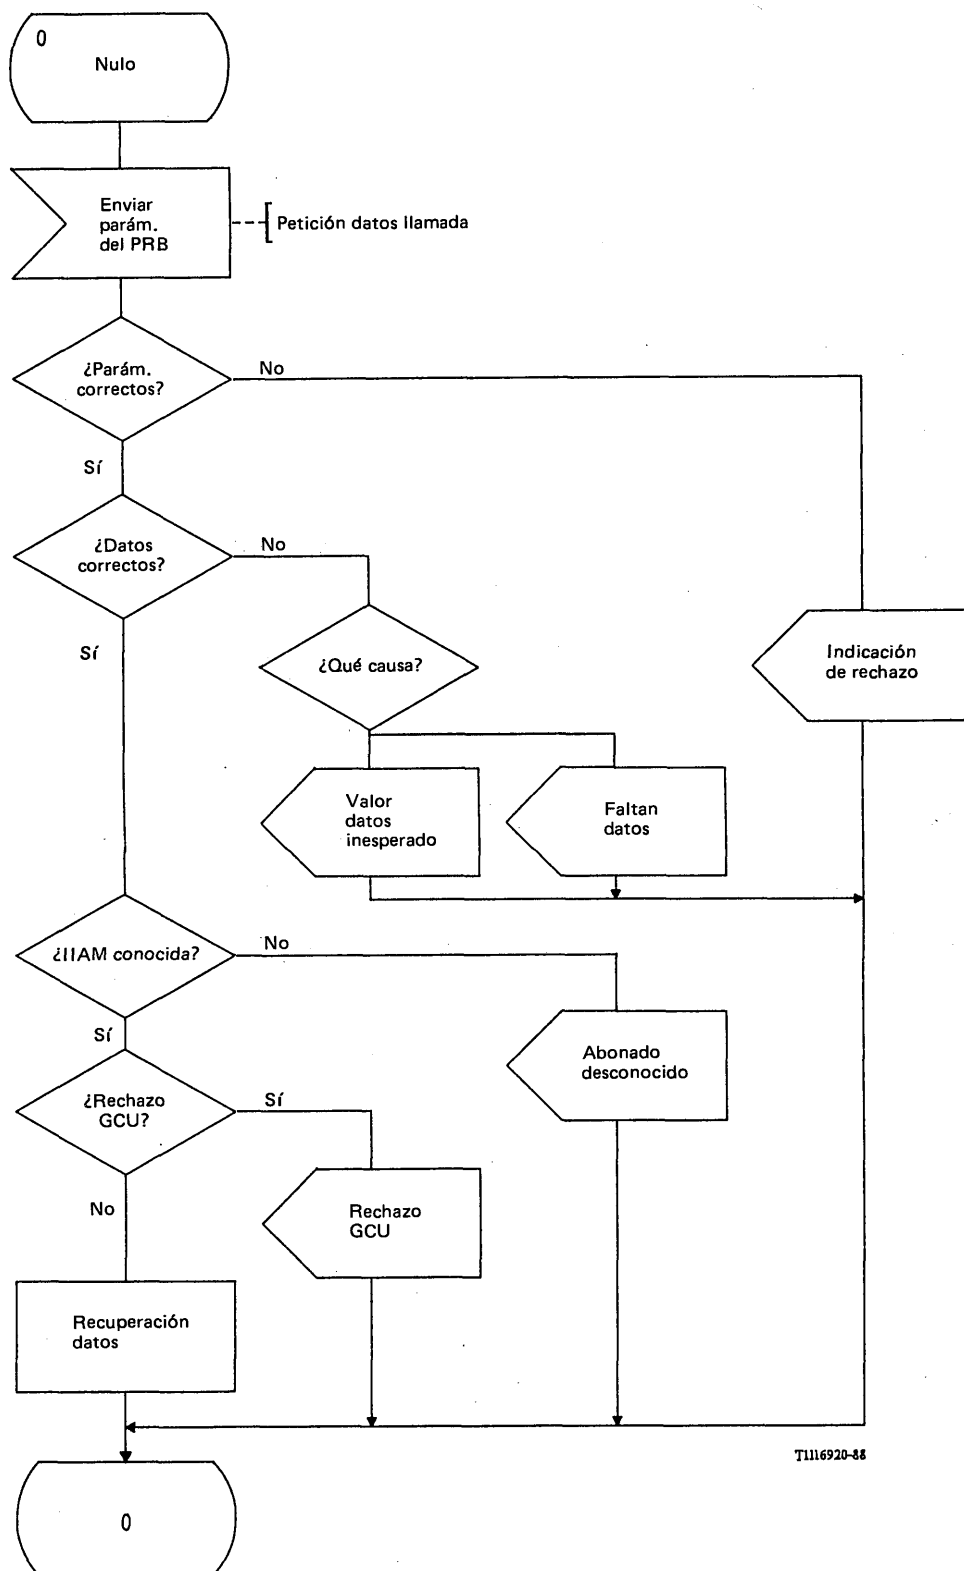 0
Nulo
Enviar
parám.
del PRB
Petición datos llamada
¿Parám.
correctos?
No
Sí
¿Datos
correctos?
No
Sí
¿Qué causa?
Indicación
de rechazo
Valor
datos
inesperado
Faltan
datos
¿IIAM conocida?
No
Sí
Abonado
desconocido
¿Rechazo
GCU?
Sí
No
Rechazo
GCU
Recuperación
datos
T1116920-88
0